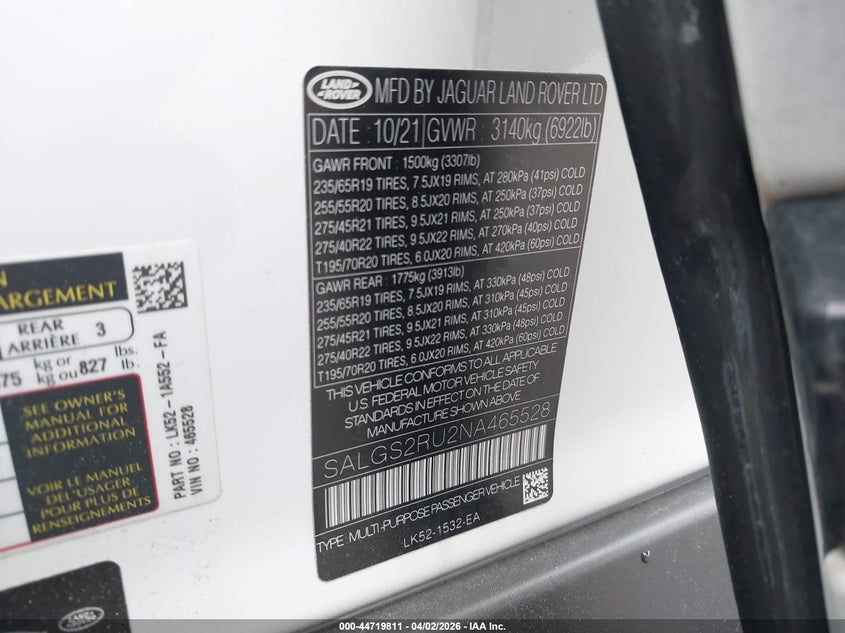 LAND ROVER
MFD BY JAGUAR LAND ROVER LTD
DATE: 10/21 GVWR : 3140kg (6922lb)
GAWR FRONT : 1500kg (3307lb)
235/65R19 TIRES, 7.5JX19 RIMS, AT 280kPa (41psi) COLD
255/55R20 TIRES, 8.5JX20 RIMS, AT 250kPa (37psi) COLD
275/45R21 TIRES, 9.5JX21 RIMS, AT 250kPa (37psi) COLD
275/40R22 TIRES, 9.5JX22 RIMS, AT 270kPa (40psi) COLD
T195/70R20 TIRES, 6.0JX20 RIMS, AT 420kPa (60psi) COLD
GAWR REAR : 1775kg (3913lb)
235/65R19 TIRES, 7.5JX19 RIMS, AT 330kPa (48psi) COLD
255/55R20 TIRES, 8.5JX20 RIMS, AT 310kPa (45psi) COLD
275/45R21 TIRES, 9.5JX21 RIMS, AT 310kPa (45psi) COLD
275/40R22 TIRES, 9.5JX22 RIMS, AT 330kPa (48psi) COLD
T195/70R20 TIRES, 6.0JX20 RIMS, AT 420kPa (60psi) COLD
THIS VEHICLE CONFORMS TO ALL APPLICABLE
U.S FEDERAL MOTOR VEHICLE SAFETY
STANDARDS IN EFFECT ON THE DATE OF
MANUFACTURE SHOWN ABOVE
SALGS2RU2NA465528
TYPE: MULTI-PURPOSE PASSENGER VEHICLE
LK52-1532-EA
REAR
ARRIÈRE 3
kg or
kg ou 827 lbs.
lb.
SEE OWNER'S
MANUAL FOR
ADDITIONAL
INFORMATION
VOIR LE MANUEL
DEL'USAGER
POUR PLUS DE
RENSEIGNEMENTS
PART NO : LK52-1A552-FA
VIN NO : 465528
LAND ROVER
000-44719811 - 04/02/2026 - IAA Inc.